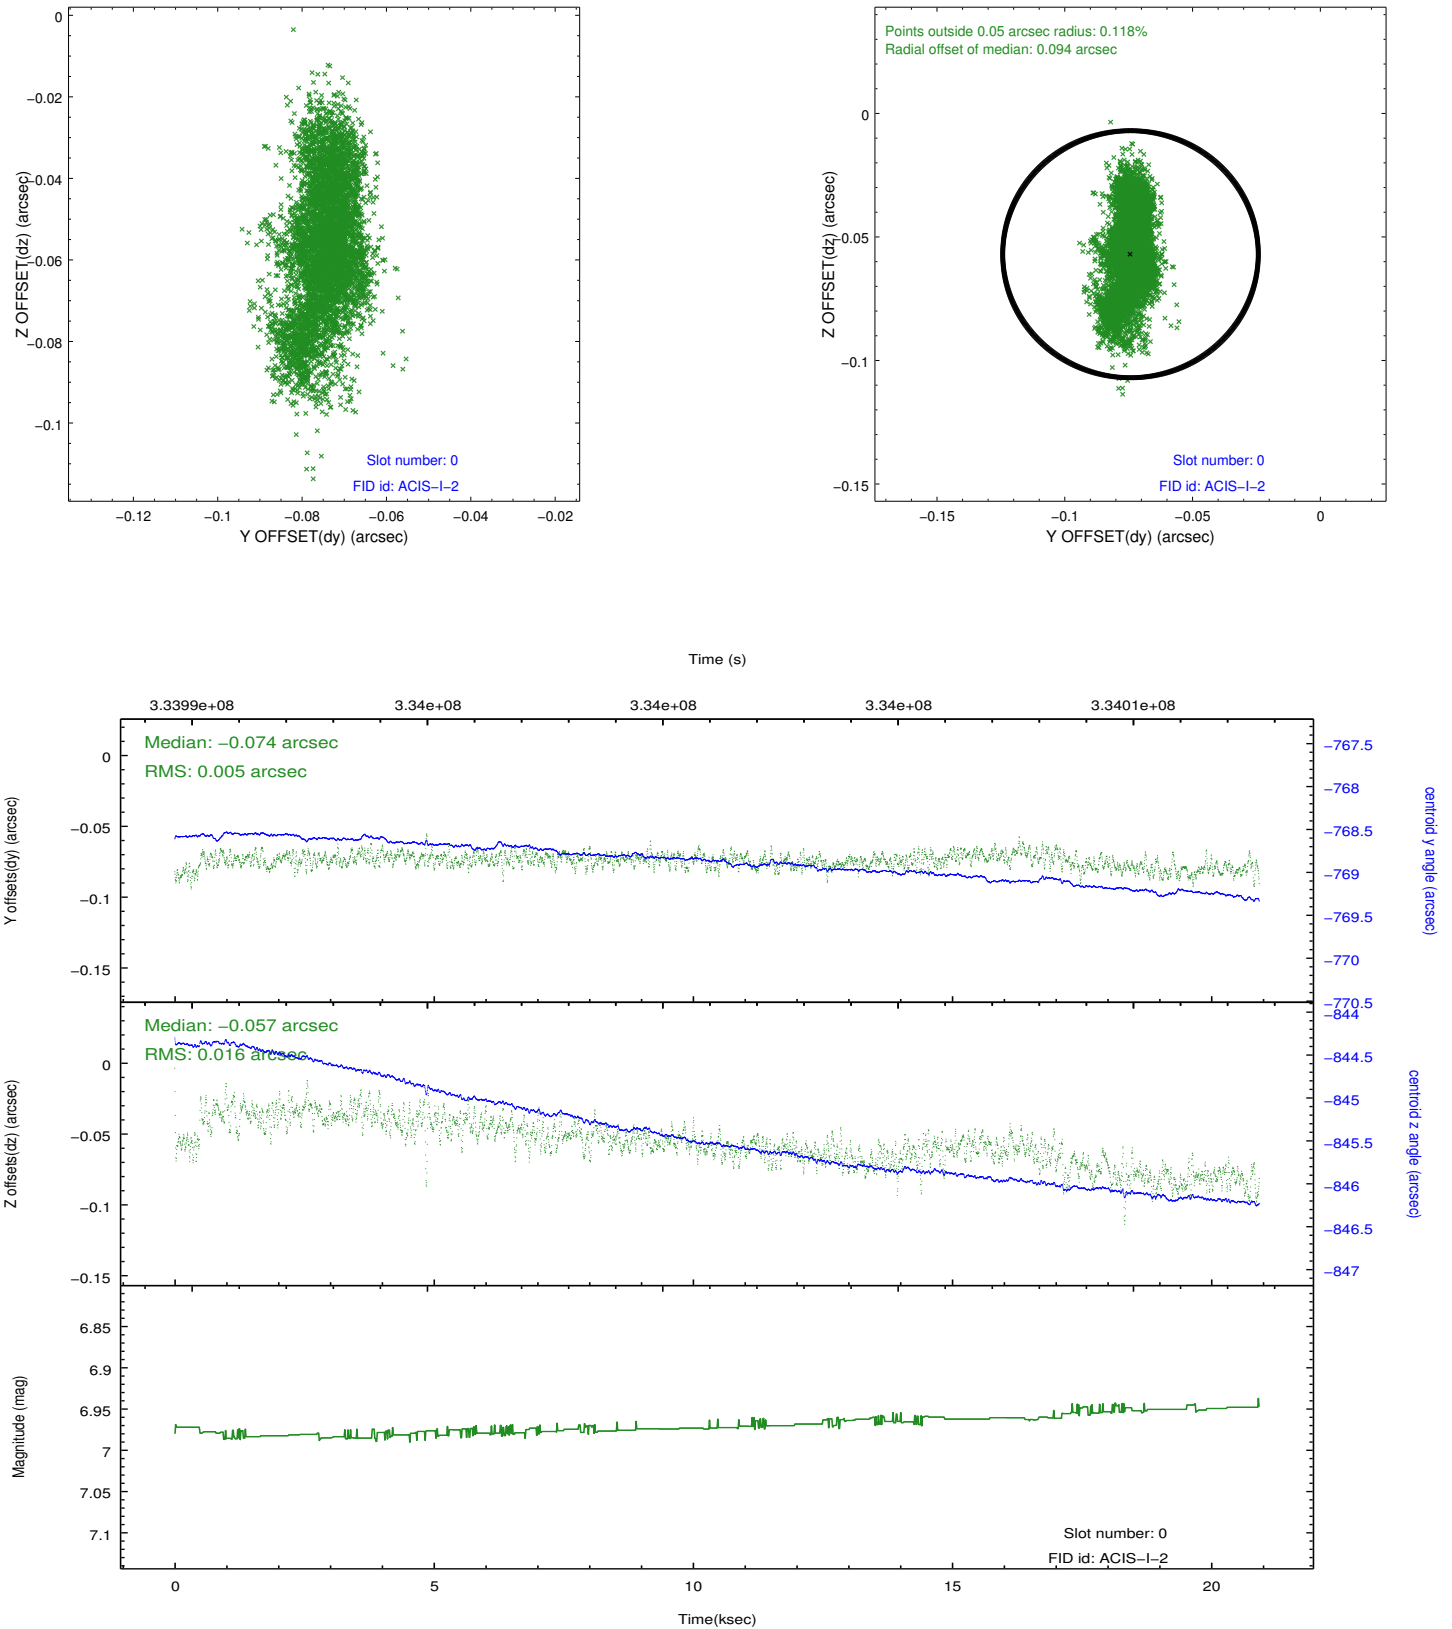 0
−0.02
−0.04
−0.06
−0.08
−0.1
Z OFFSET(dz) (arcsec)
Slot number: 0
FID id: ACIS−I−2
−0.12 −0.1 −0.08 −0.06 −0.04 −0.02
Y OFFSET(dy) (arcsec)
Points outside 0.05 arcsec radius: 0.118%
Radial offset of median: 0.094 arcsec
0
−0.05
−0.1
−0.15
Z OFFSET(dz) (arcsec)
Slot number: 0
FID id: ACIS−I−2
−0.15 −0.1 −0.05 0
Y OFFSET(dy) (arcsec)
Time (s)
3.3399e+08 3.34e+08 3.34e+08 3.34e+08 3.3401e+08
Median: −0.074 arcsec
RMS: 0.005 arcsec
0
−0.05
−0.1
−0.15
Y offsets(dy) (arcsec)
−767.5
−768
−768.5
−769
−769.5
−770
−770.5
centroid y angle (arcsec)
Median: −0.057 arcsec
RMS: 0.016 arcsec
0
−0.05
−0.1
−0.15
Z offsets(dz) (arcsec)
−844
−844.5
−845
−845.5
−846
−846.5
−847
centroid z angle (arcsec)
6.85
6.9
6.95
7
7.05
7.1
Magnitude (mag)
Slot number: 0
FID id: ACIS−I−2
0 5 10 15 20
Time(ksec)